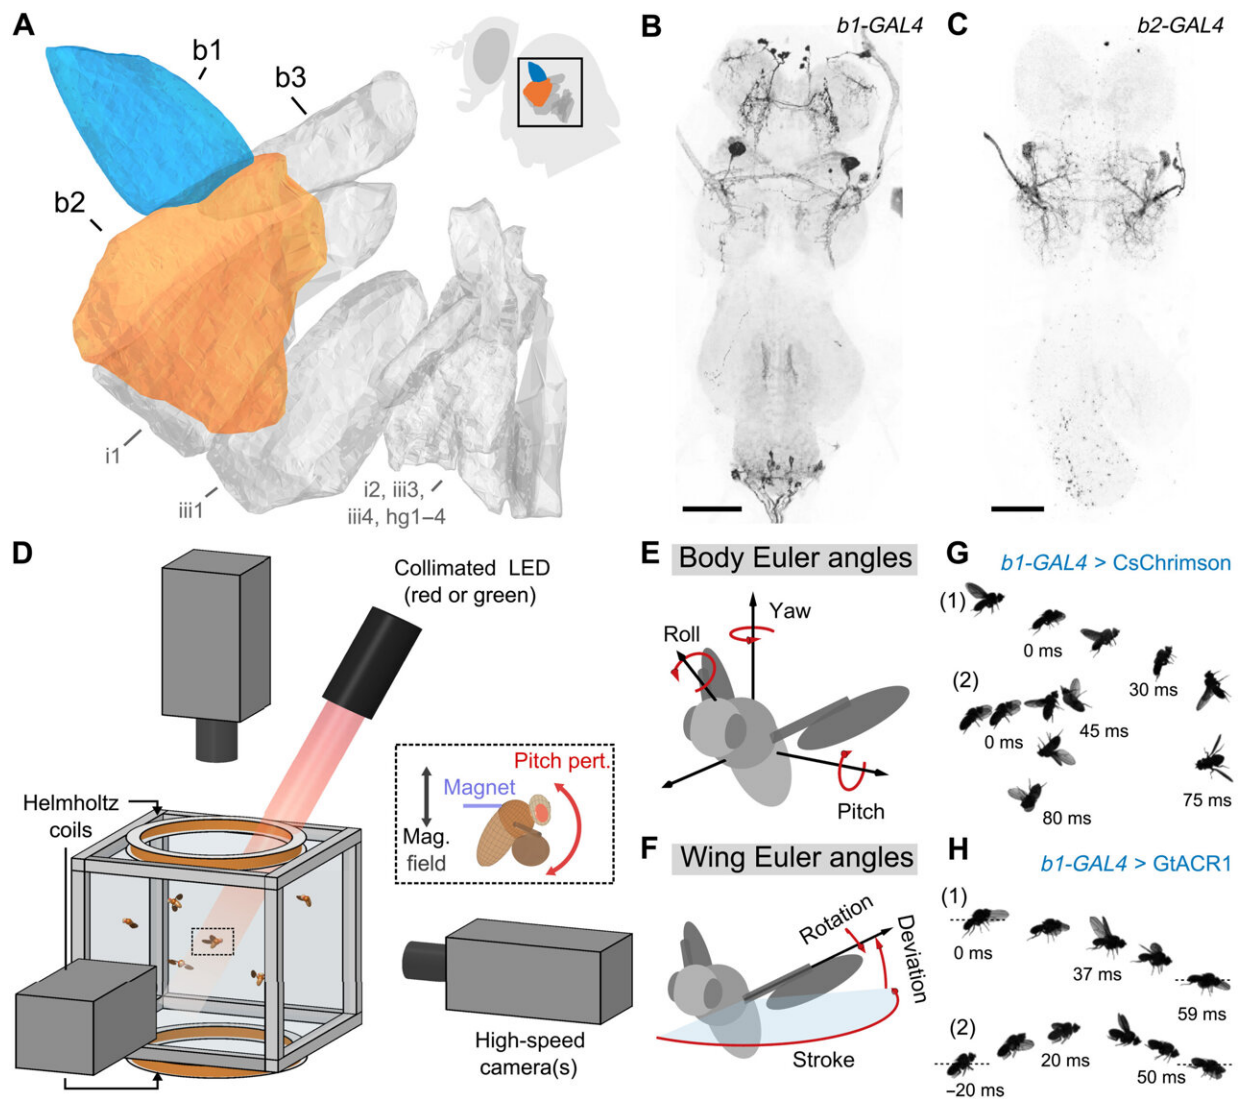 A
b1
b3
b2
i1
iii1
i2, iii3,
iii4, hg1–4
B
b1-GAL4
C
b2-GAL4
D
Collimated LED
(red or green)
Helmholtz
coils
Pitch pert.
Magnet
Mag.
field
High-speed
camera(s)
E
Body Euler angles
Yaw
Roll
Pitch
F
Wing Euler angles
Rotation
Deviation
Stroke
G
b1-GAL4 > CsChrimson
(1)
0 ms
30 ms
75 ms
(2)
0 ms
45 ms
80 ms
H
b1-GAL4 > GtACR1
(1)
0 ms
37 ms
59 ms
(2)
–20 ms
20 ms
50 ms